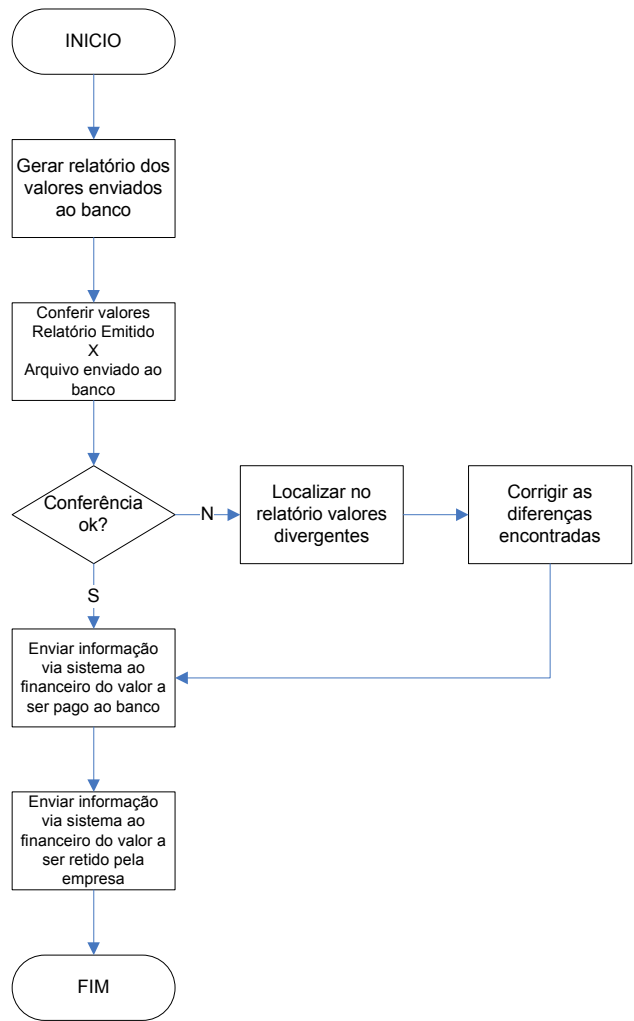 INICIO
Gerar relatório dos
valores enviados
ao banco
Conferir valores
Relatório Emitido
X
Arquivo enviado ao
banco
Conferência
ok?
N
Localizar no
relatório valores
divergentes
Corrigir as
diferenças
encontradas
S
Enviar informação
via sistema ao
financeiro do valor a
ser pago ao banco
Enviar informação
via sistema ao
financeiro do valor a
ser retido pela
empresa
FIM